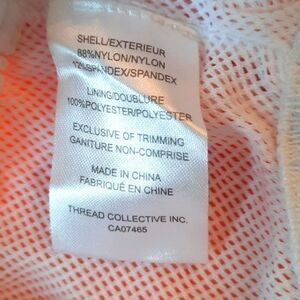 SHELL/EXTERIEUR
88%NYLON/NYLON
12%SPANDEX/SPANDEX
LINING/DOUBLURE
100%POLYESTER/POLYESTER
EXCLUSIVE OF TRIMMING
GANITURE NON-COMPRISE
MADE IN CHINA
FABRIQUÉ EN CHINE
THREAD COLLECTIVE INC.
CA07465